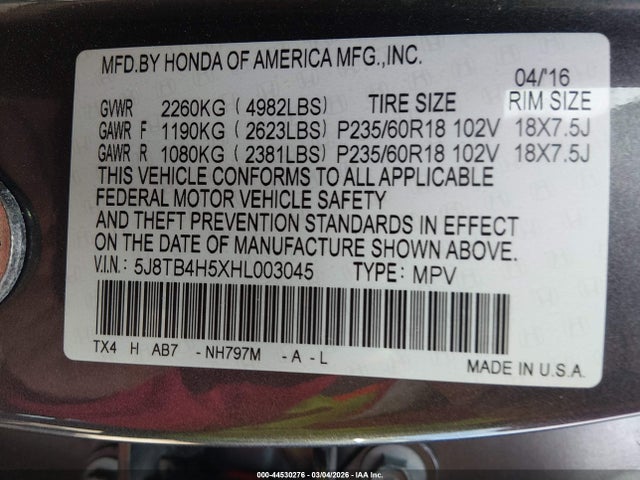 MFD.BY HONDA OF AMERICA MFG.,INC.
04/'16
GVWR 2260KG ( 4982LBS) TIRE SIZE RIM SIZE
GAWR F 1190KG ( 2623LBS) P235/60R18 102V 18X7.5J
GAWR R 1080KG ( 2381LBS) P235/60R18 102V 18X7.5J
THIS VEHICLE CONFORMS TO ALL APPLICABLE
FEDERAL MOTOR VEHICLE SAFETY
AND THEFT PREVENTION STANDARDS IN EFFECT
ON THE DATE OF MANUFACTURE SHOWN ABOVE.
V.I.N.: 5J8TB4H5XHL003045 TYPE: MPV
TX4 H AB7 -NH797M -A-L
MADE IN U.S.A.
000-44530276 - 03/04/2026 - IAA Inc.